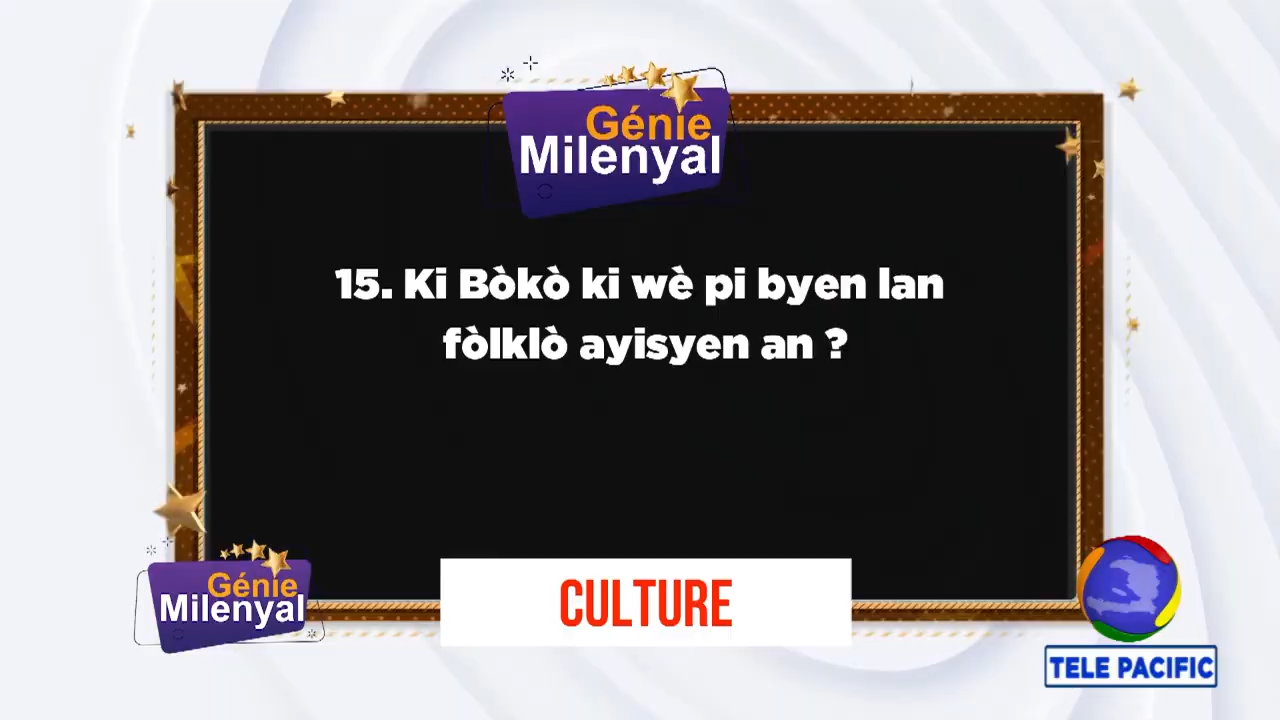 Génie
Milenyal
15. Ki Bòkò ki wè pi byen lan
fòlklò ayisyen an ?
Génie
Milenyal
CULTURE
TELE PACIFIC